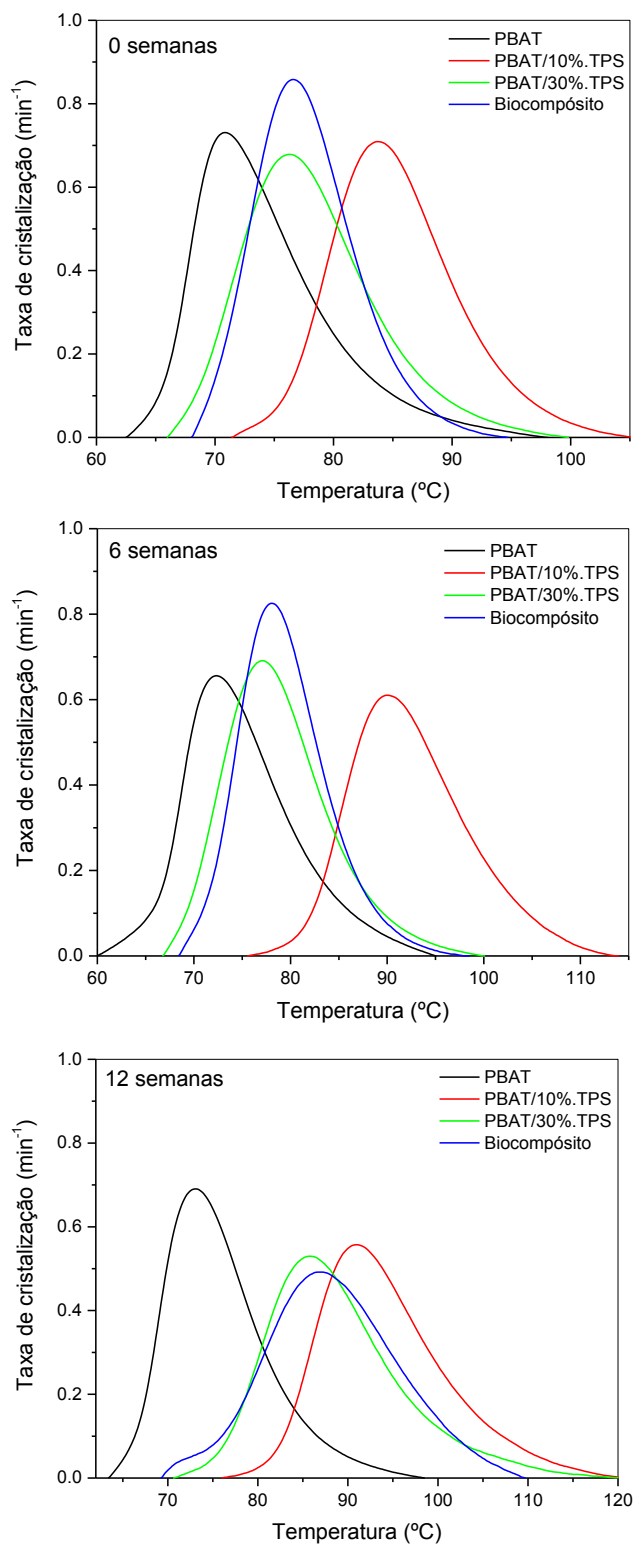 0 semanas
PBAT
PBAT/10%.TPS
PBAT/30%.TPS
Biocompósito
Taxa de cristalização (min⁻¹)
1.0
0.8
0.6
0.4
0.2
0.0
60 70 80 90 100
Temperatura (ºC)
6 semanas
PBAT
PBAT/10%.TPS
PBAT/30%.TPS
Biocompósito
Taxa de cristalização (min⁻¹)
1.0
0.8
0.6
0.4
0.2
0.0
60 70 80 90 100 110
Temperatura (ºC)
12 semanas
PBAT
PBAT/10%.TPS
PBAT/30%.TPS
Biocompósito
Taxa de cristalização (min⁻¹)
1.0
0.8
0.6
0.4
0.2
0.0
70 80 90 100 110 120
Temperatura (ºC)